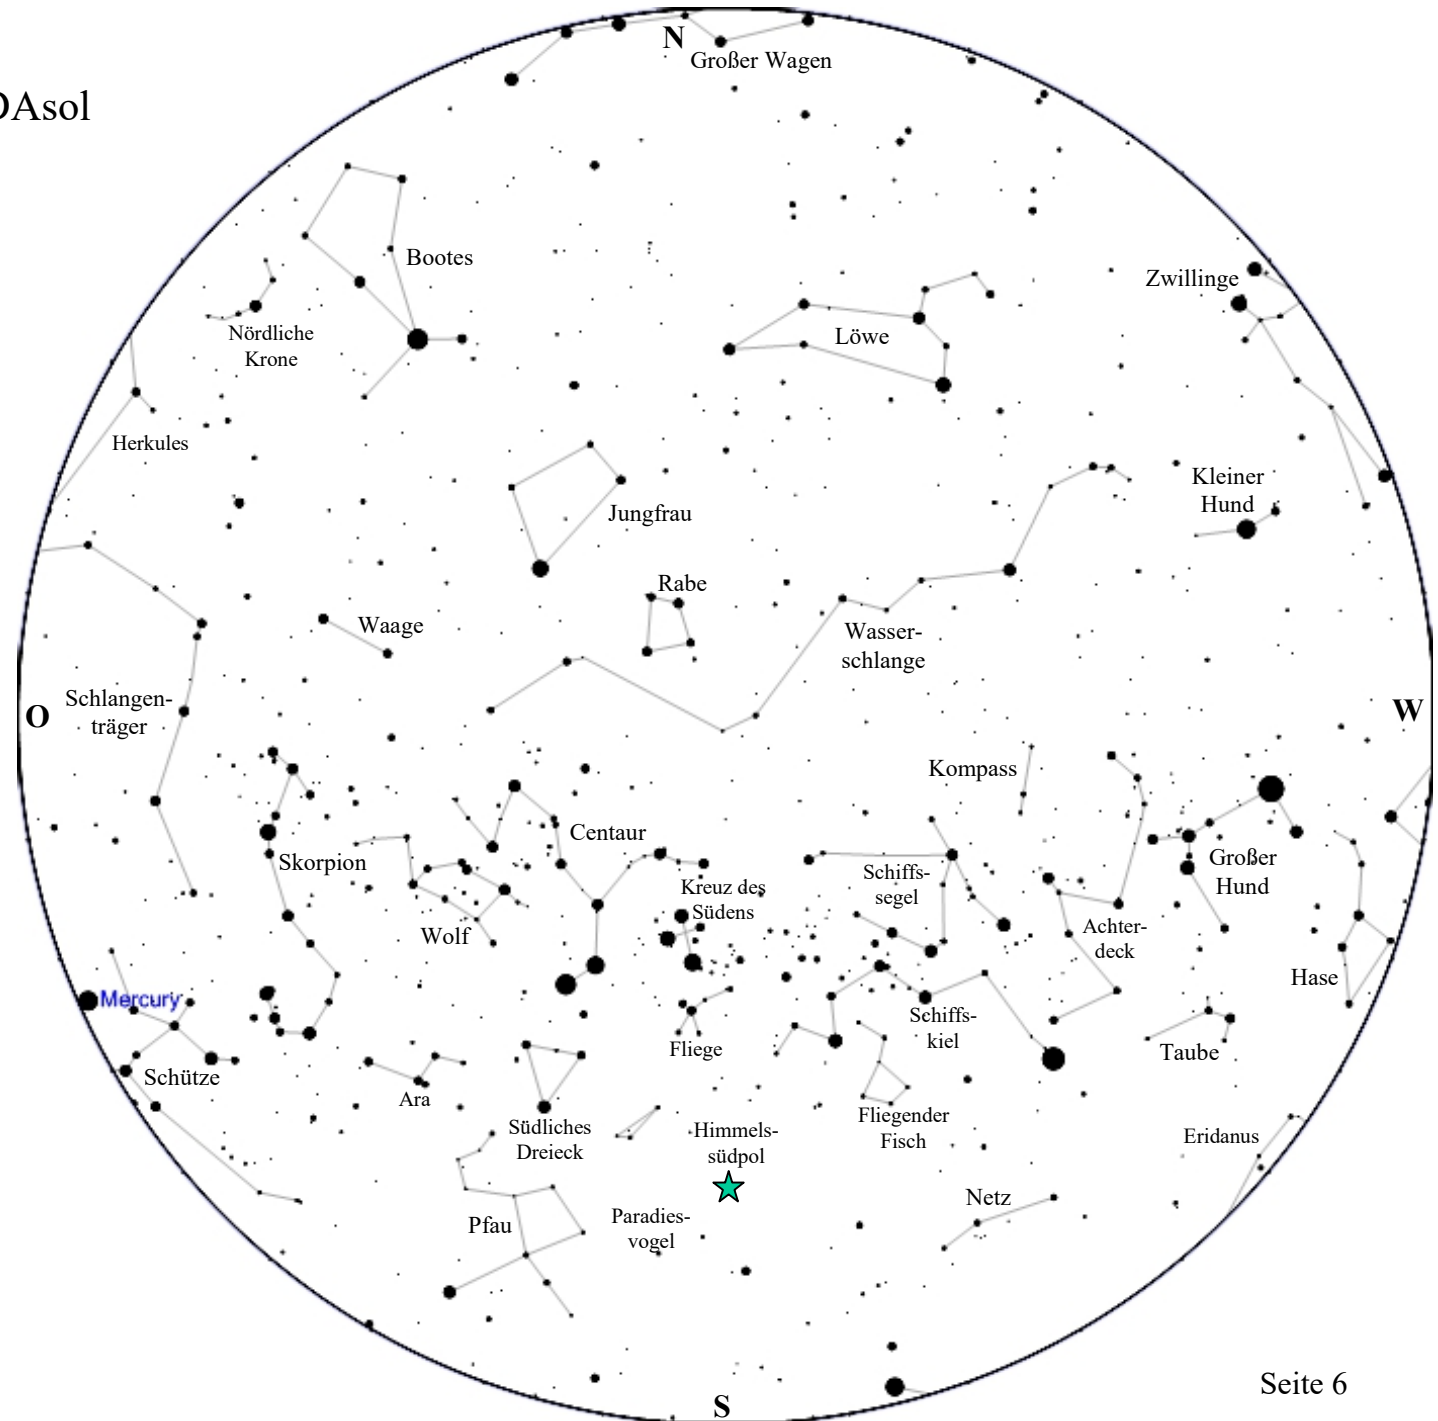 N
Großer Wagen
DAsol
Bootes
Zwillinge
Nördliche
Krone
Löwe
Herkules
Kleiner
Hund
Jungfrau
Rabe
Waage
Wasser-
schlange
Schlangen-
träger
O
W
Kompass
Centaur
Skorpion
Großer
Hund
Schiffs-
segel
Kreuz des
Südens
Achter-
deck
Wolf
Hase
Mercury
Schiffs-
kiel
Fliege
Taube
Schütze
Ara
Fliegender
Fisch
Südliches
Dreieck
Himmels-
südpol
Eridanus
Netz
Pfau
Paradies-
vogel
Seite 6
S